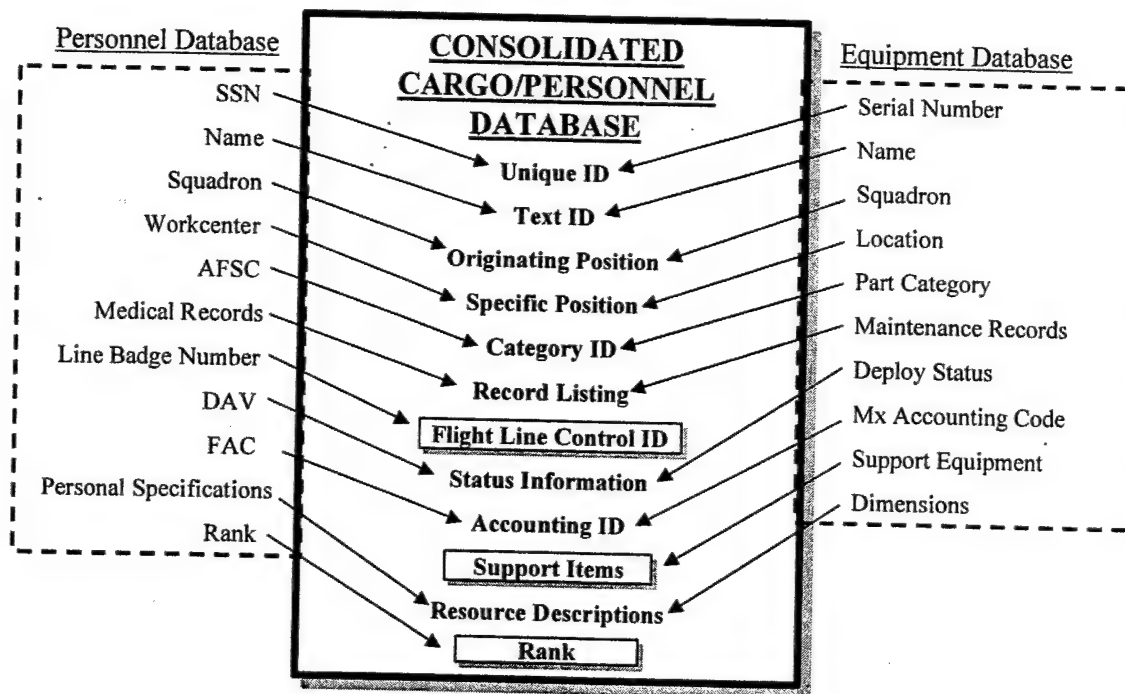 Personnel Database
SSN
Name
Squadron
Workcenter
AFSC
Medical Records
Line Badge Number
DAV
FAC
Personal Specifications
Rank
CONSOLIDATED
CARGO/PERSONNEL
DATABASE
Unique ID
Text ID
Originating Position
Specific Position
Category ID
Record Listing
Flight Line Control ID
Status Information
Accounting ID
Support Items
Resource Descriptions
Rank
Equipment Database
Serial Number
Name
Squadron
Location
Part Category
Maintenance Records
Deploy Status
Mx Accounting Code
Support Equipment
Dimensions